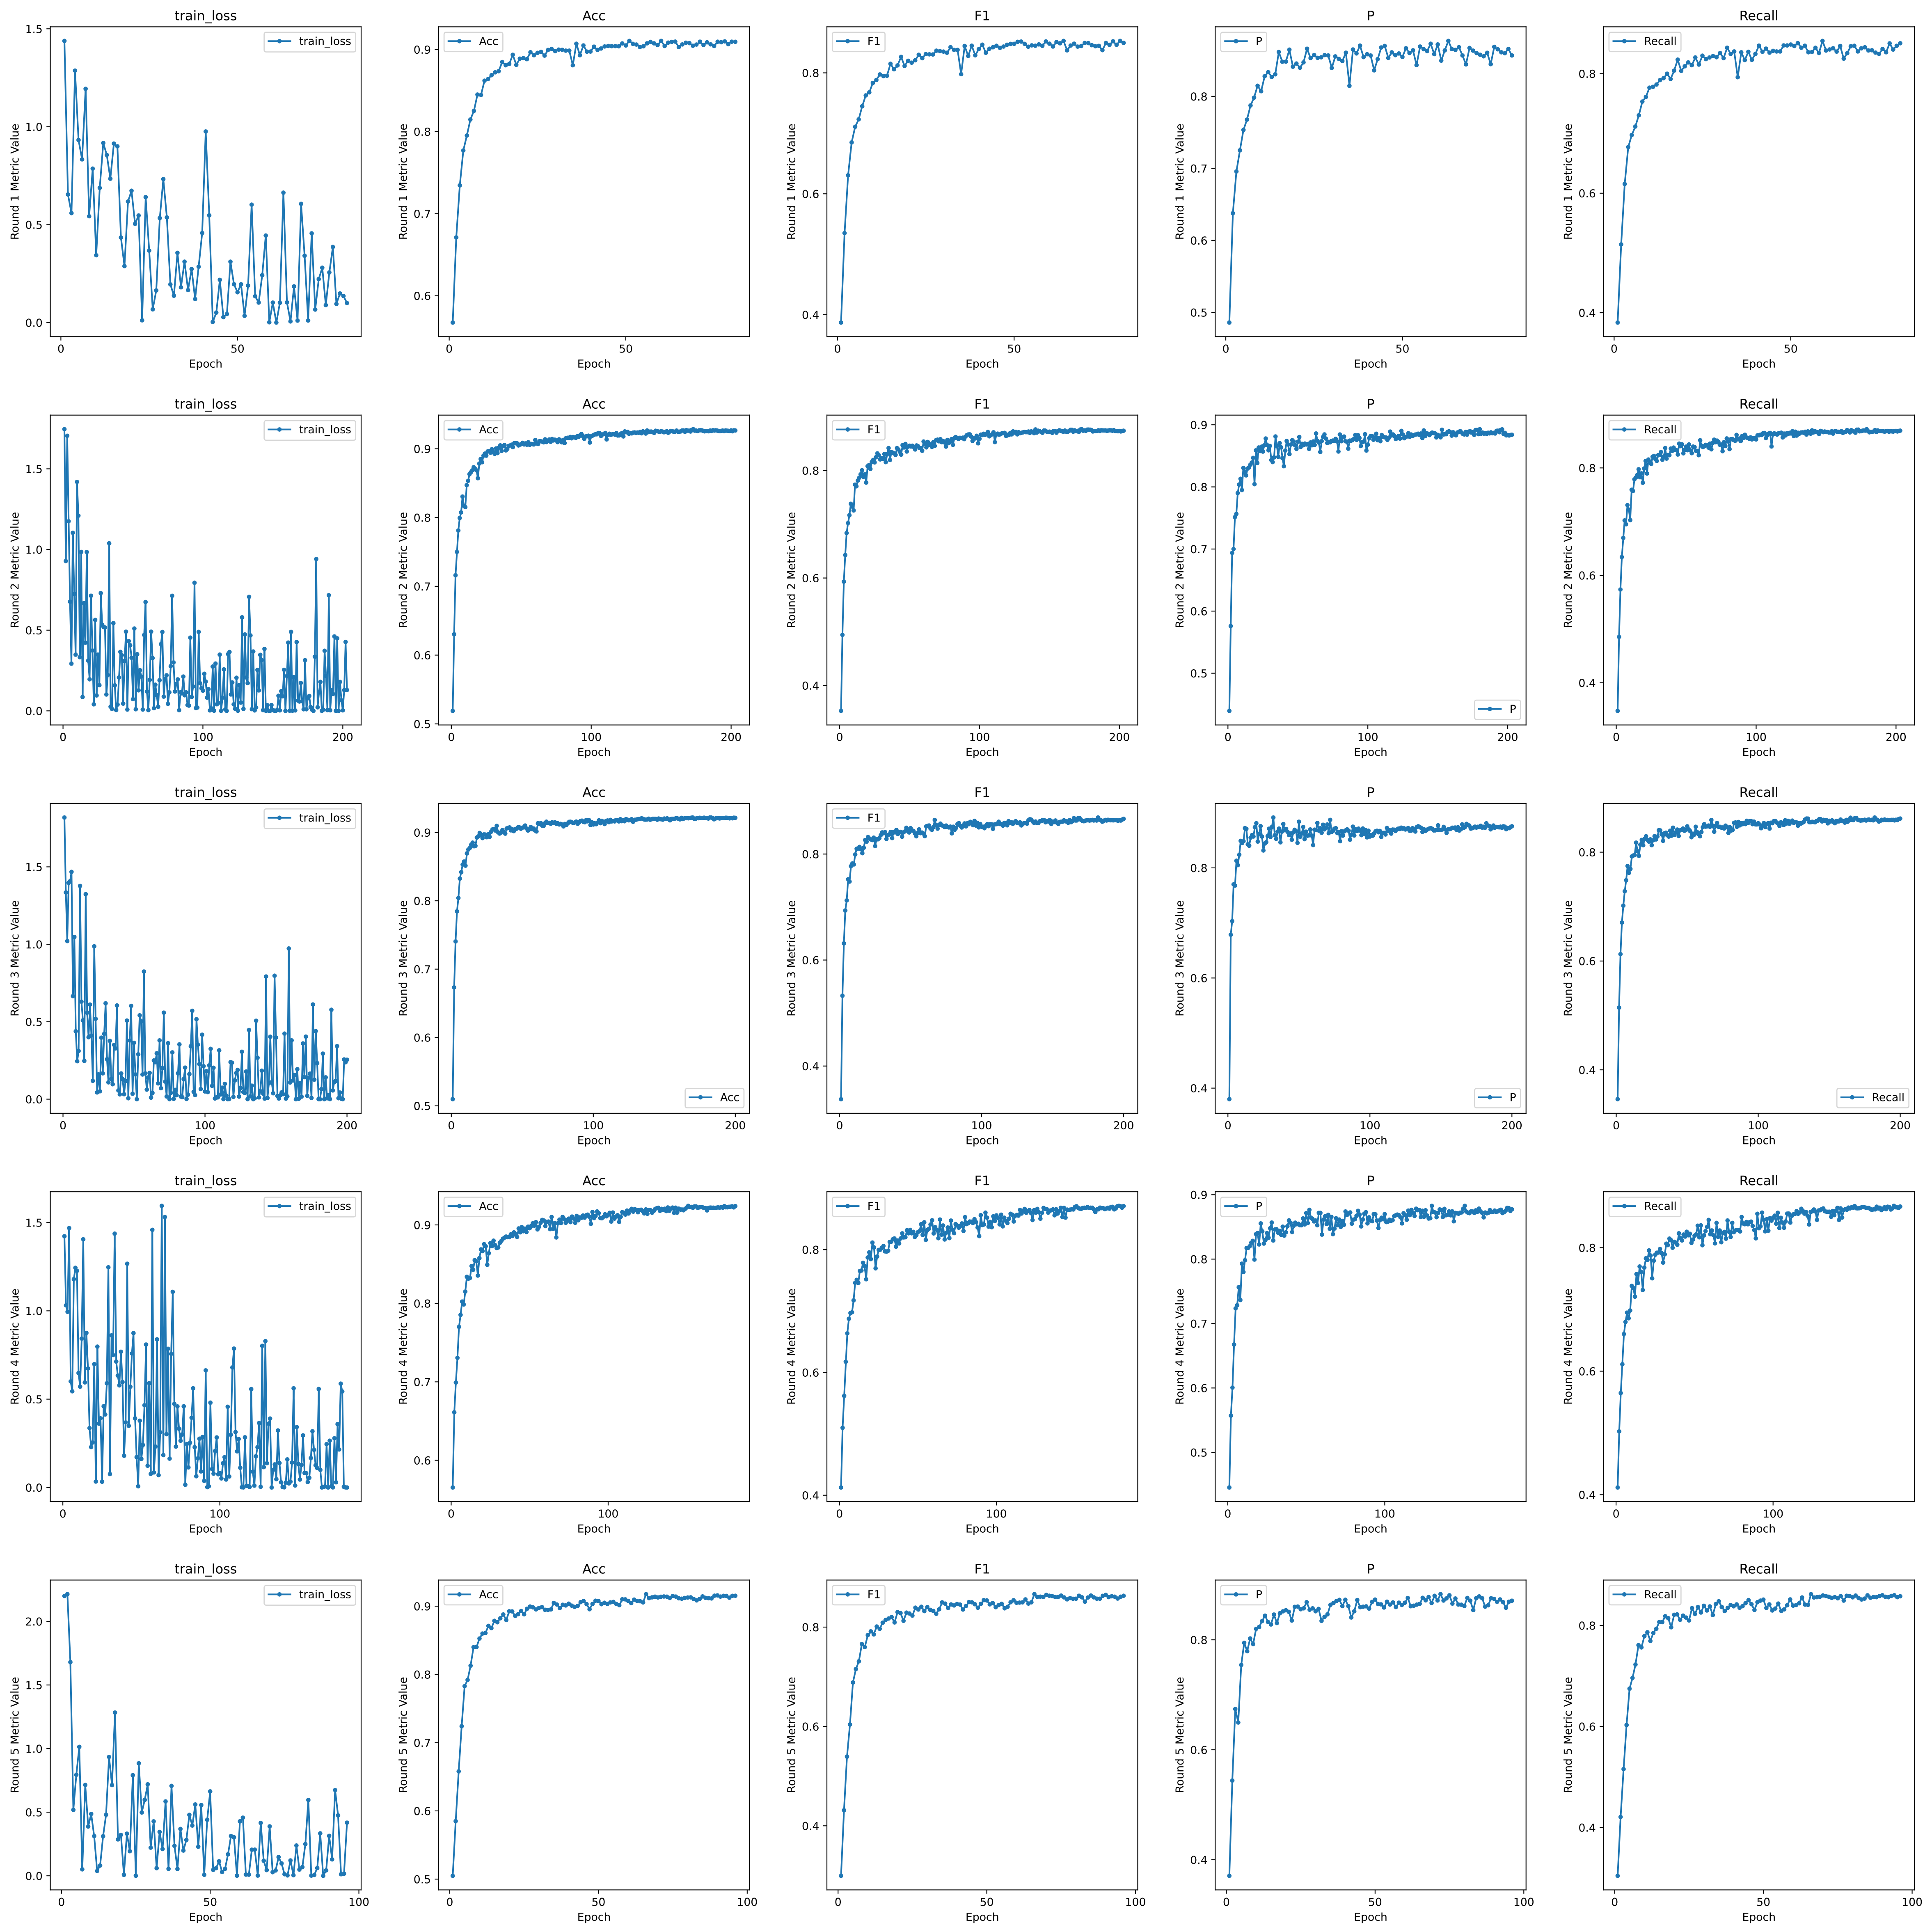 train_loss
train_loss
Round 1 Metric Value
1.5
1.0
0.5
0.0
0 50
Epoch
Acc
Acc
Round 1 Metric Value
0.9
0.8
0.7
0.6
0 50
Epoch
F1
F1
Round 1 Metric Value
0.8
0.6
0.4
0 50
Epoch
P
P
Round 1 Metric Value
0.8
0.7
0.6
0.5
0 50
Epoch
Recall
Recall
Round 1 Metric Value
0.8
0.6
0.4
0 50
Epoch
train_loss
train_loss
Round 2 Metric Value
1.5
1.0
0.5
0.0
0 100 200
Epoch
Acc
Acc
Round 2 Metric Value
0.9
0.8
0.7
0.6
0.5
0 100 200
Epoch
F1
F1
Round 2 Metric Value
0.8
0.6
0.4
0 100 200
Epoch
P
Round 2 Metric Value
0.9
0.8
0.7
0.6
0.5
P
0 100 200
Epoch
Recall
Recall
Round 2 Metric Value
0.8
0.6
0.4
0 100 200
Epoch
train_loss
train_loss
Round 3 Metric Value
1.5
1.0
0.5
0.0
0 100 200
Epoch
Acc
Round 3 Metric Value
0.9
0.8
0.7
0.6
0.5
Acc
0 100 200
Epoch
F1
F1
Round 3 Metric Value
0.8
0.6
0.4
0 100 200
Epoch
P
Round 3 Metric Value
0.8
0.6
0.4
P
0 100 200
Epoch
Recall
Round 3 Metric Value
0.8
0.6
0.4
Recall
0 100 200
Epoch
train_loss
train_loss
Round 4 Metric Value
1.5
1.0
0.5
0.0
0 100
Epoch
Acc
Acc
Round 4 Metric Value
0.9
0.8
0.7
0.6
0 100
Epoch
F1
F1
Round 4 Metric Value
0.8
0.6
0.4
0 100
Epoch
P
P
Round 4 Metric Value
0.9
0.8
0.7
0.6
0.5
0 100
Epoch
Recall
Recall
Round 4 Metric Value
0.8
0.6
0.4
0 100
Epoch
train_loss
train_loss
Round 5 Metric Value
2.0
1.5
1.0
0.5
0.0
0 50 100
Epoch
Acc
Acc
Round 5 Metric Value
0.9
0.8
0.7
0.6
0.5
0 50 100
Epoch
F1
F1
Round 5 Metric Value
0.8
0.6
0.4
0 50 100
Epoch
P
P
Round 5 Metric Value
0.8
0.6
0.4
0 50 100
Epoch
Recall
Recall
Round 5 Metric Value
0.8
0.6
0.4
0 50 100
Epoch